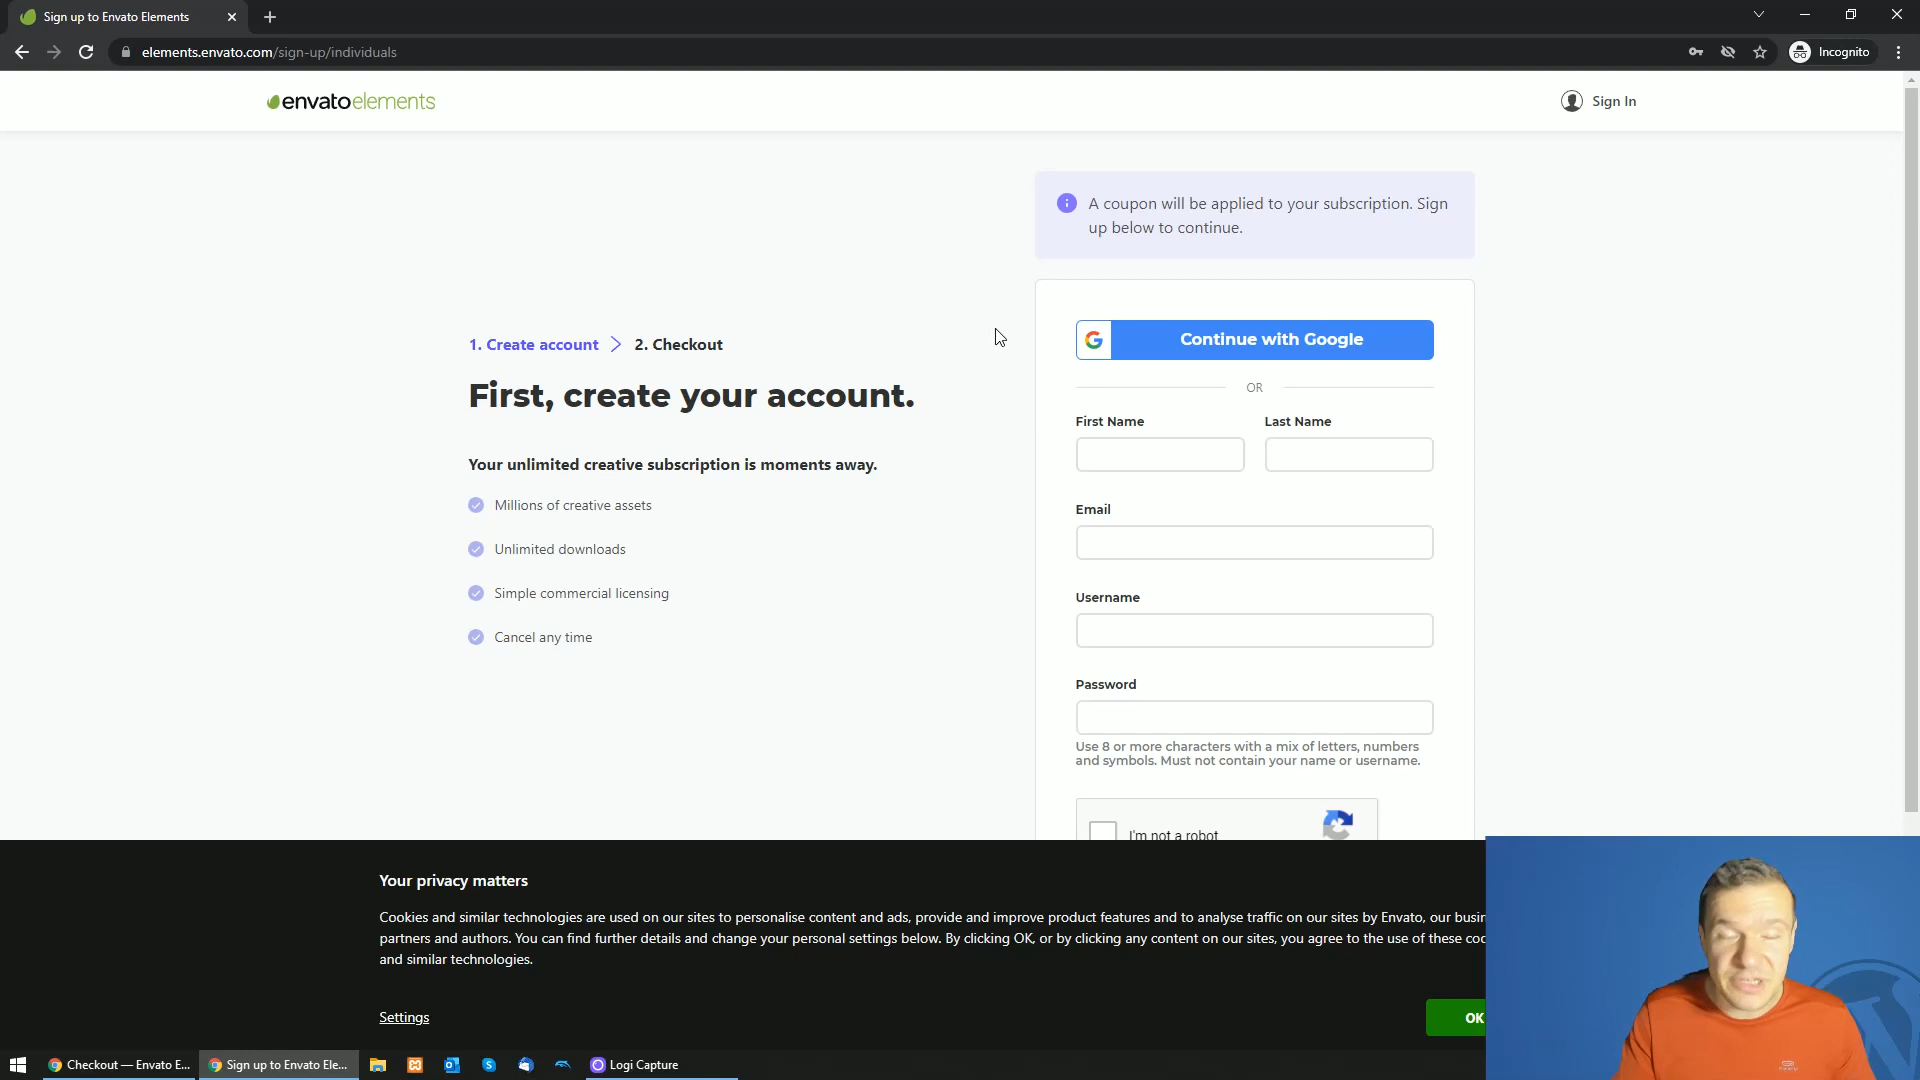 Sign up to Envato Elements
elements.envato.com/sign-up/individuals
Incognito
envatoelements
Sign In
A coupon will be applied to your subscription. Sign
up below to continue.
Continue with Google
1. Create account
2. Checkout
OR
First, create your account.
First Name
Last Name
Your unlimited creative subscription is moments away.
Millions of creative assets
Email
Unlimited downloads
Simple commercial licensing
Username
Cancel any time
Password
Use 8 or more characters with a mix of letters, numbers
and symbols. Must not contain your name or username.
I'm not a robot
Your privacy matters
Cookies and similar technologies are used on our sites to personalise content and ads, provide and improve product features and to analyse traffic on our sites by Envato, our
partners and authors. You can find further details and change your personal settings below. By clicking OK, or by clicking any content on our sites, you agree to the use of these
and similar technologies.
Settings
OK
Checkout — Envato E...
Sign up to Envato Ele...
Logi Capture